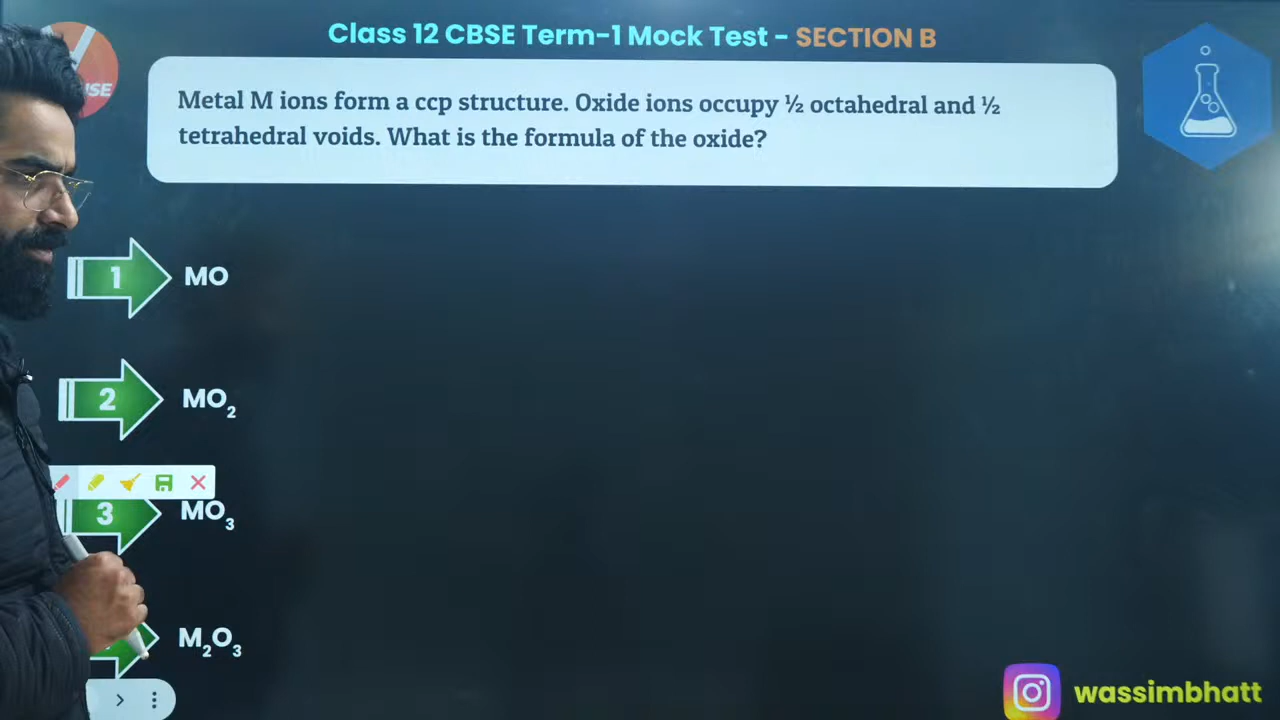 Class 12 CBSE Term-1 Mock Test - SECTION B
Metal M ions form a ccp structure. Oxide ions occupy ½ octahedral and ½
tetrahedral voids. What is the formula of the oxide?
1 MO
2 MO₂
3 MO₃
M₂O₃
wassimbhatt